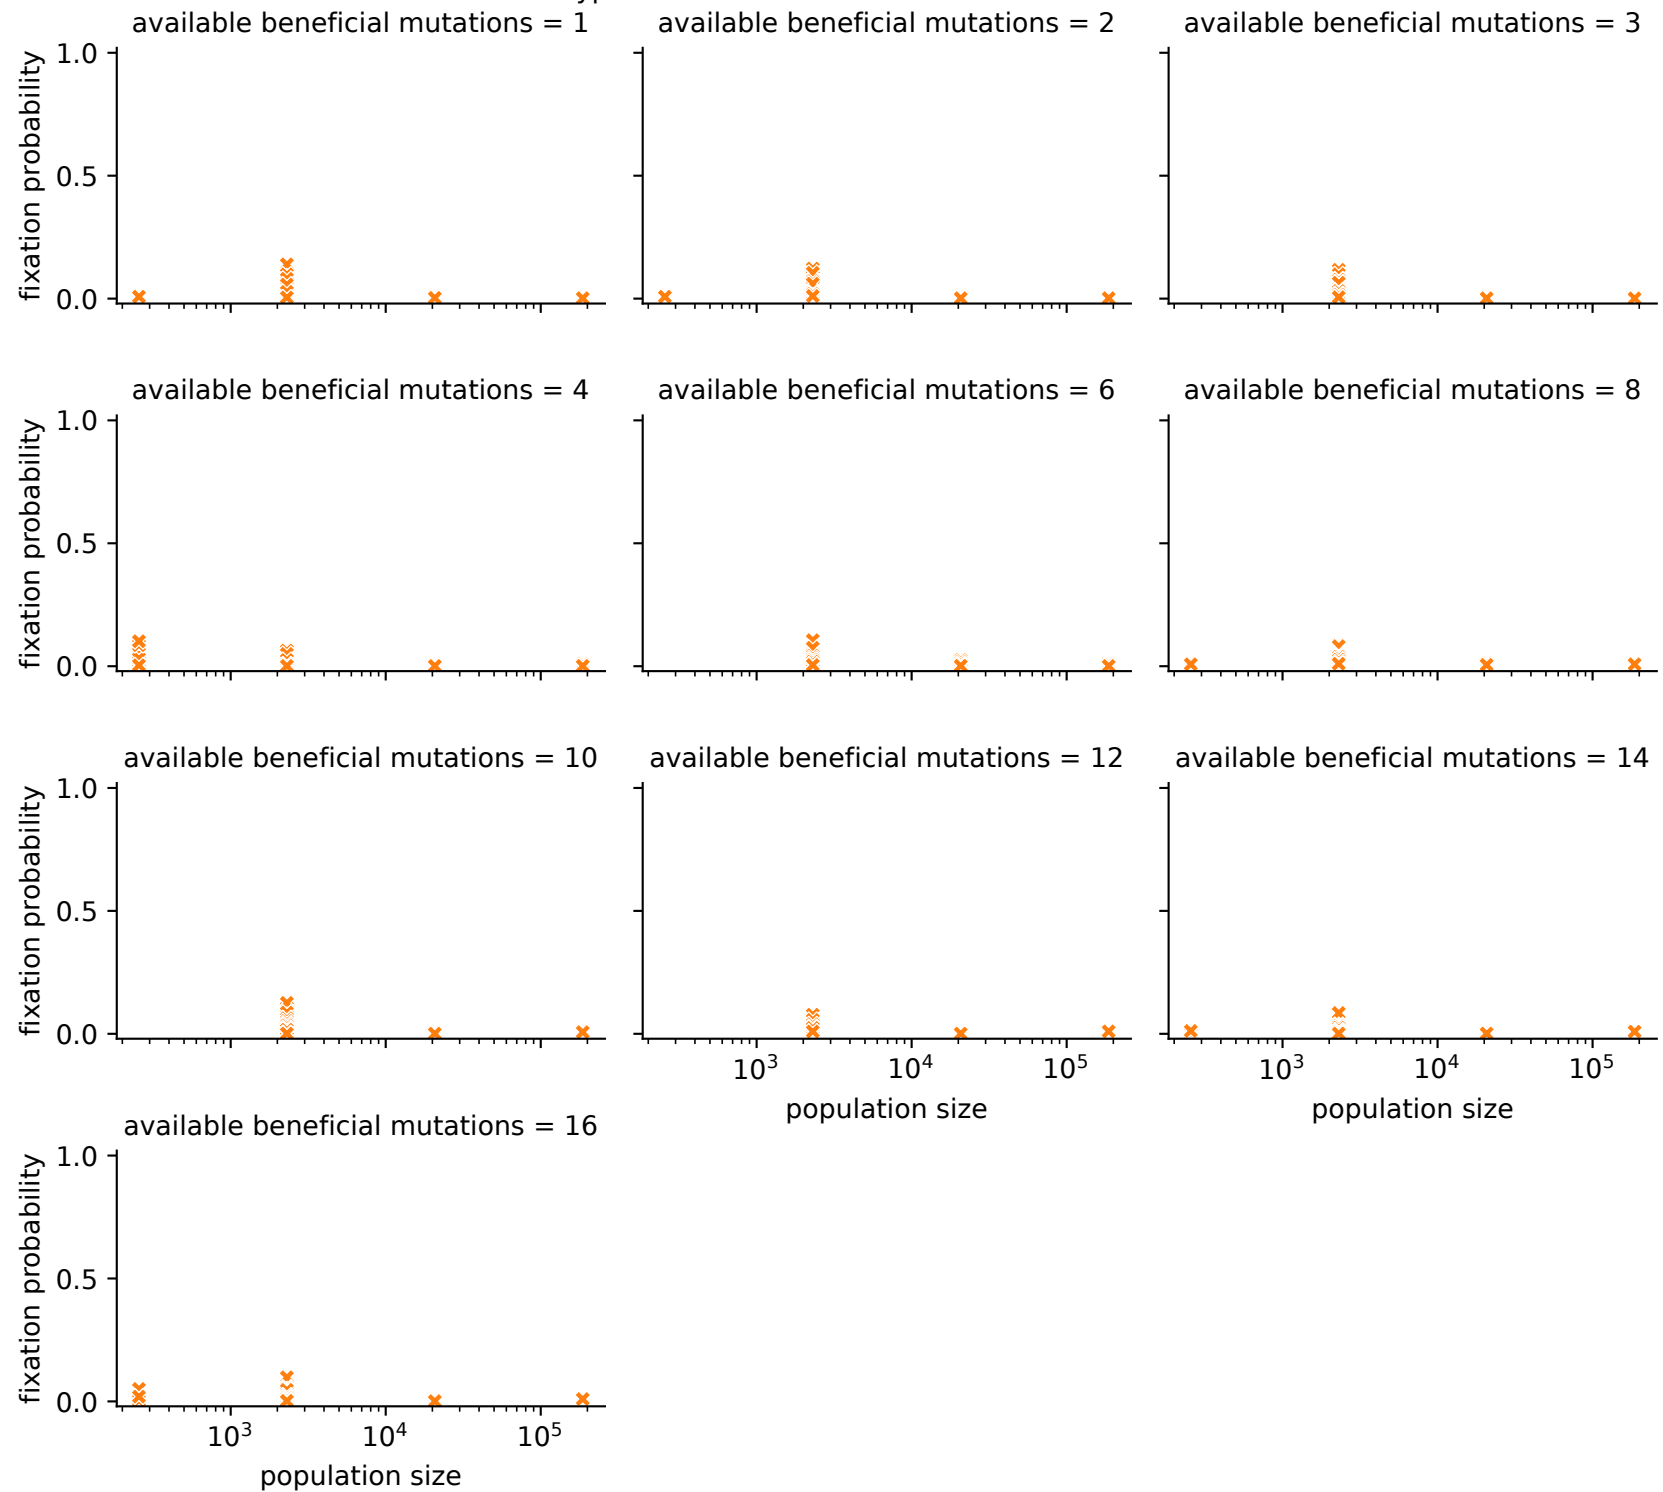 available beneficial mutations = 1
available beneficial mutations = 2
available beneficial mutations = 3
1.0
0.5
0.0
fixation probability
available beneficial mutations = 4
available beneficial mutations = 6
available beneficial mutations = 8
1.0
0.5
0.0
fixation probability
available beneficial mutations = 10
available beneficial mutations = 12
available beneficial mutations = 14
1.0
0.5
0.0
fixation probability
10³ 10⁴ 10⁵
population size
10³ 10⁴ 10⁵
population size
available beneficial mutations = 16
1.0
0.5
0.0
fixation probability
10³ 10⁴ 10⁵
population size